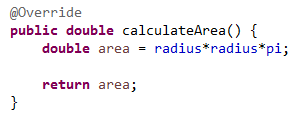 @Override
public double calculateArea() {
    double area = radius*radius*pi;

    return area;
}